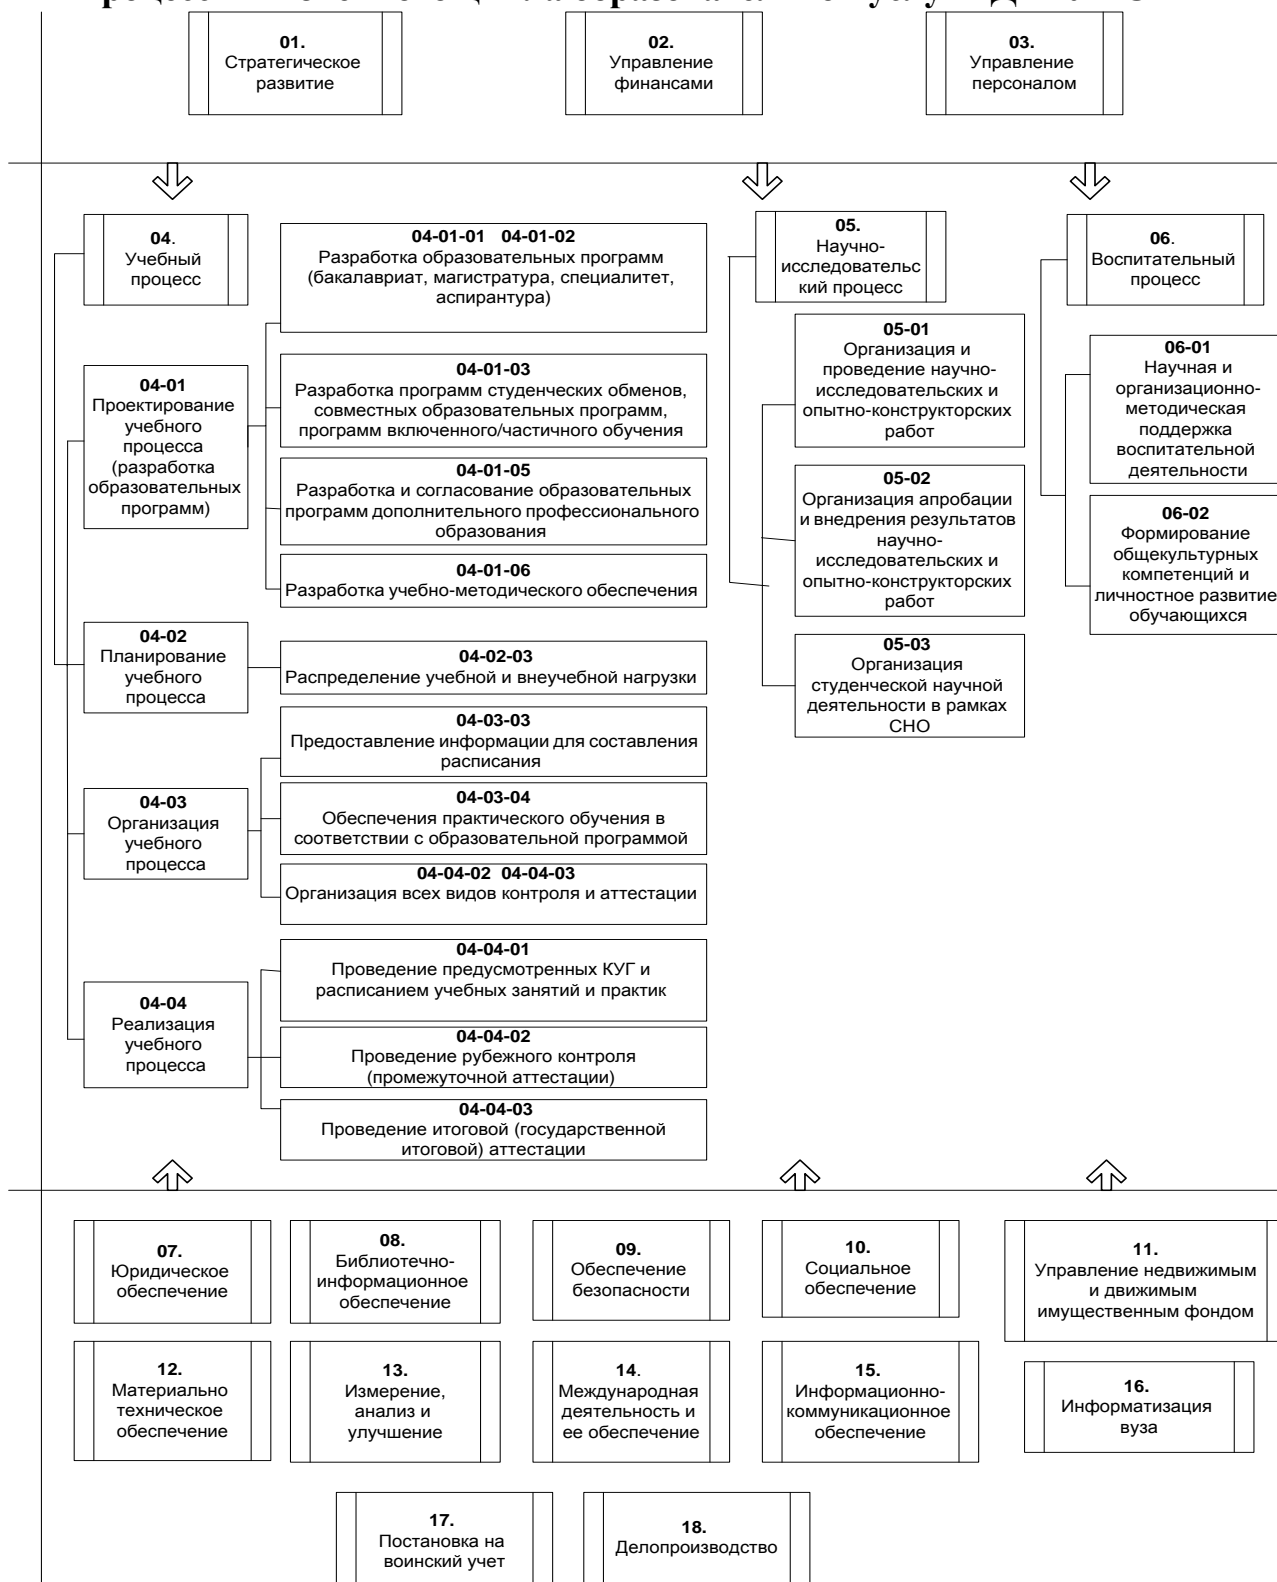 01.
Стратегическое
развитие
02.
Управление
финансами
03.
Управление
персоналом
04.
Учебный
процесс
04-01-01 04-01-02
Разработка образовательных программ
(бакалавриат, магистратура, специалитет,
аспирантура)
05.
Научно-
исследовательс
кий процесс
06.
Воспитательный
процесс
04-01
Проектирование
учебного
процесса
(разработка
образовательных
программ)
04-01-03
Разработка программ студенческих обменов,
совместных образовательных программ,
программ включенного/частичного обучения
04-01-05
Разработка и согласование образовательных
программ дополнительного профессионального
образования
04-01-06
Разработка учебно-методического обеспечения
05-01
Организация и
проведение научно-
исследовательских и
опытно-конструкторских
работ
06-01
Научная и
организационно-
методическая
поддержка
воспитательной
деятельности
05-02
Организация апробации
и внедрения результатов
научно-
исследовательских и
опытно-конструкторских
работ
06-02
Формирование
общекультурных
компетенций и
личностное развитие
обучающихся
04-02
Планирование
учебного
процесса
04-02-03
Распределение учебной и внеучебной нагрузки
05-03
Организация
студенческой научной
деятельности в рамках
СНО
04-03
Организация
учебного
процесса
04-03-03
Предоставление информации для составления
расписания
04-03-04
Обеспечения практического обучения в
соответствии с образовательной программой
04-04-02 04-04-03
Организация всех видов контроля и аттестации
04-04
Реализация
учебного
процесса
04-04-01
Проведение предусмотренных КУГ и
расписанием учебных занятий и практик
04-04-02
Проведение рубежного контроля
(промежуточной аттестации)
04-04-03
Проведение итоговой (государственной
итоговой) аттестации
07.
Юридическое
обеспечение
08.
Библиотечно-
информационное
обеспечение
09.
Обеспечение
безопасности
10.
Социальное
обеспечение
11.
Управление недвижимым
и движимым
имущественным фондом
12.
Материально
техническое
обеспечение
13.
Измерение,
анализ и
улучшение
14.
Международная
деятельность и
ее обеспечение
15.
Информационно-
коммуникационное
обеспечение
16.
Информатизация
вуза
17.
Постановка на
воинский учет
18.
Делопроизводство